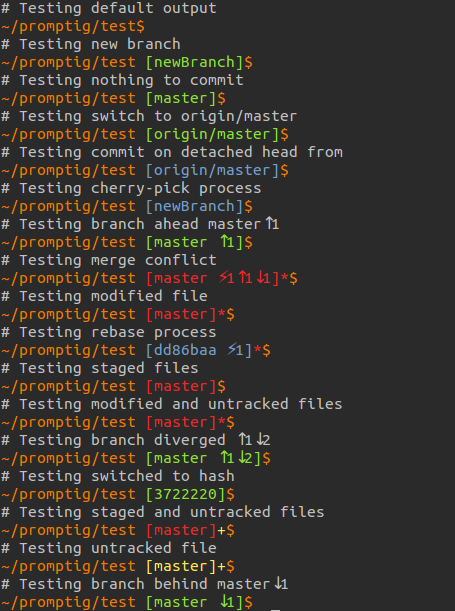 # Testing default output
~/promptig/test$
# Testing new branch
~/promptig/test [newBranch]$
# Testing nothing to commit
~/promptig/test [master]$
# Testing switch to origin/master
~/promptig/test [origin/master]$
# Testing commit on detached head from
~/promptig/test [origin/master]$
# Testing cherry-pick process
~/promptig/test [newBranch]$
# Testing branch ahead master↑1
~/promptig/test [master ↑1]$
# Testing merge conflict
~/promptig/test [master ⚡1↑1↓1]*$
# Testing modified file
~/promptig/test [master]*$
# Testing rebase process
~/promptig/test [dd86baa ⚡1]*$
# Testing staged files
~/promptig/test [master]$
# Testing modified and untracked files
~/promptig/test [master]*$
# Testing branch diverged ↑1↓2
~/promptig/test [master ↑1↓2]$
# Testing switched to hash
~/promptig/test [3722220]$
# Testing staged and untracked files
~/promptig/test [master]+$
# Testing untracked file
~/promptig/test [master]+$
# Testing branch behind master↓1
~/promptig/test [master ↓1]$